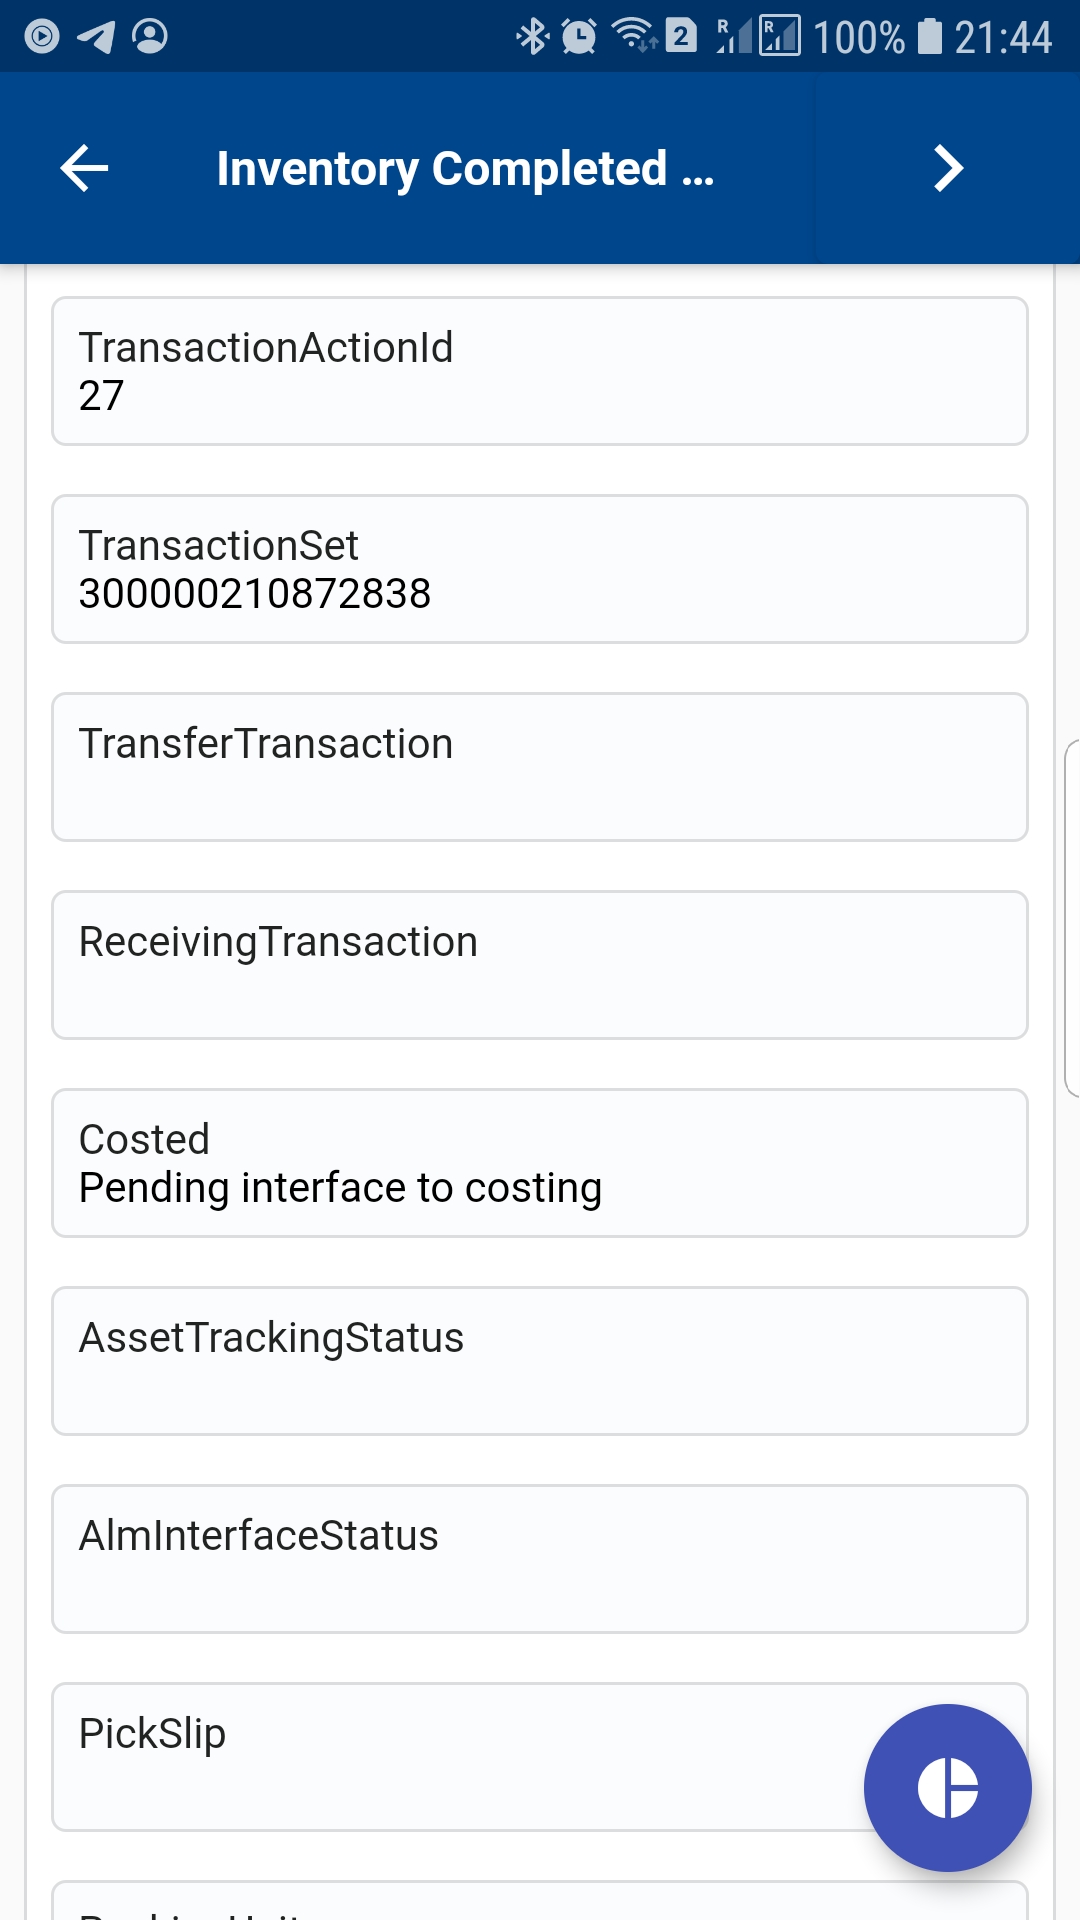 2 R R 100% 21:44
Inventory Completed ...
TransactionActionId
27
TransactionSet
300000210872838
TransferTransaction
ReceivingTransaction
Costed
Pending interface to costing
AssetTrackingStatus
AlmInterfaceStatus
PickSlip